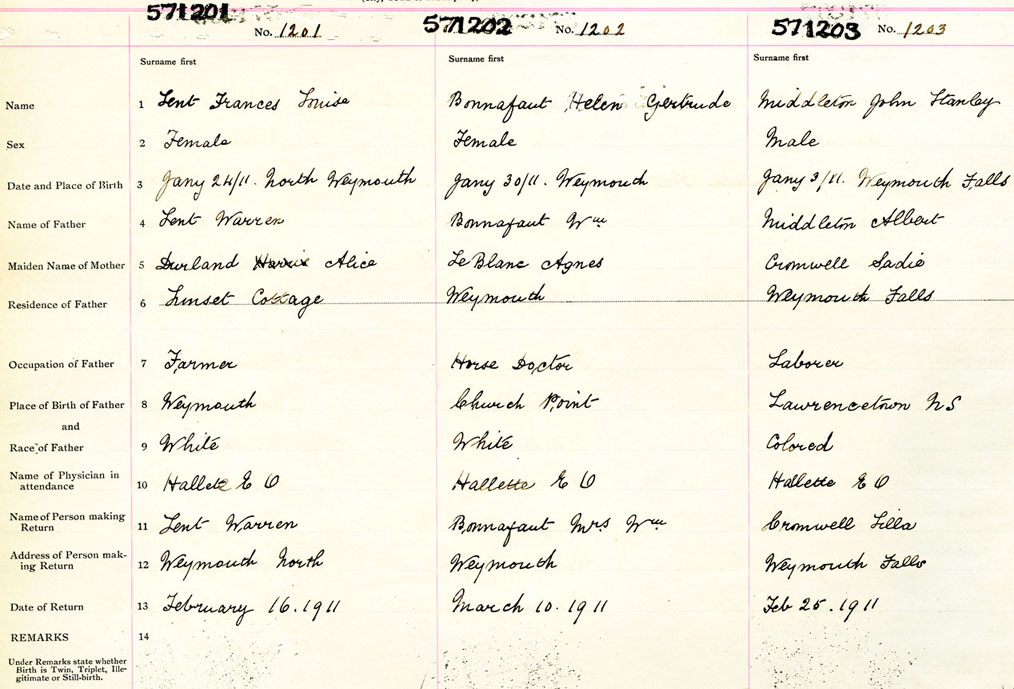 571201 571202 571203
No. 1201 No. 1202 No. 1203
Surname first Surname first Surname first
Name 1 Lent Frances Louise Bonnafaut Helen Gertrude Middleton John Stanley
Sex 2 Female Female Male
Date and Place of Birth 3 Jany 24/11. North Weymouth Jany 30/11. Weymouth Jany 3/11. Weymouth Falls
Name of Father 4 Lent Warren Bonnafaut Wm Middleton Albert
Maiden Name of Mother 5 Durland Alice LeBlanc Agnes Cromwell Sadie
Residence of Father 6 Sunset Cottage Weymouth Weymouth Falls
Occupation of Father 7 Farmer Horse Doctor Laborer
Place of Birth of Father 8 Weymouth Church Point Lawrencetown NS
and
Race of Father 9 White White Colored
Name of Physician in
attendance 10 Hallett E O Hallette E O Hallette E O
Name of Person making
Return 11 Lent Warren Bonnafaut Mrs Wm Cromwell Lilla
Address of Person mak-
ing Return 12 Weymouth North Weymouth Weymouth Falls
Date of Return 13 February 16.1911 March 10.1911 Feb 25.1911
REMARKS 14
Under Remarks state whether
Birth is Twin, Triplet, Ille-
gitimate or Still-birth.